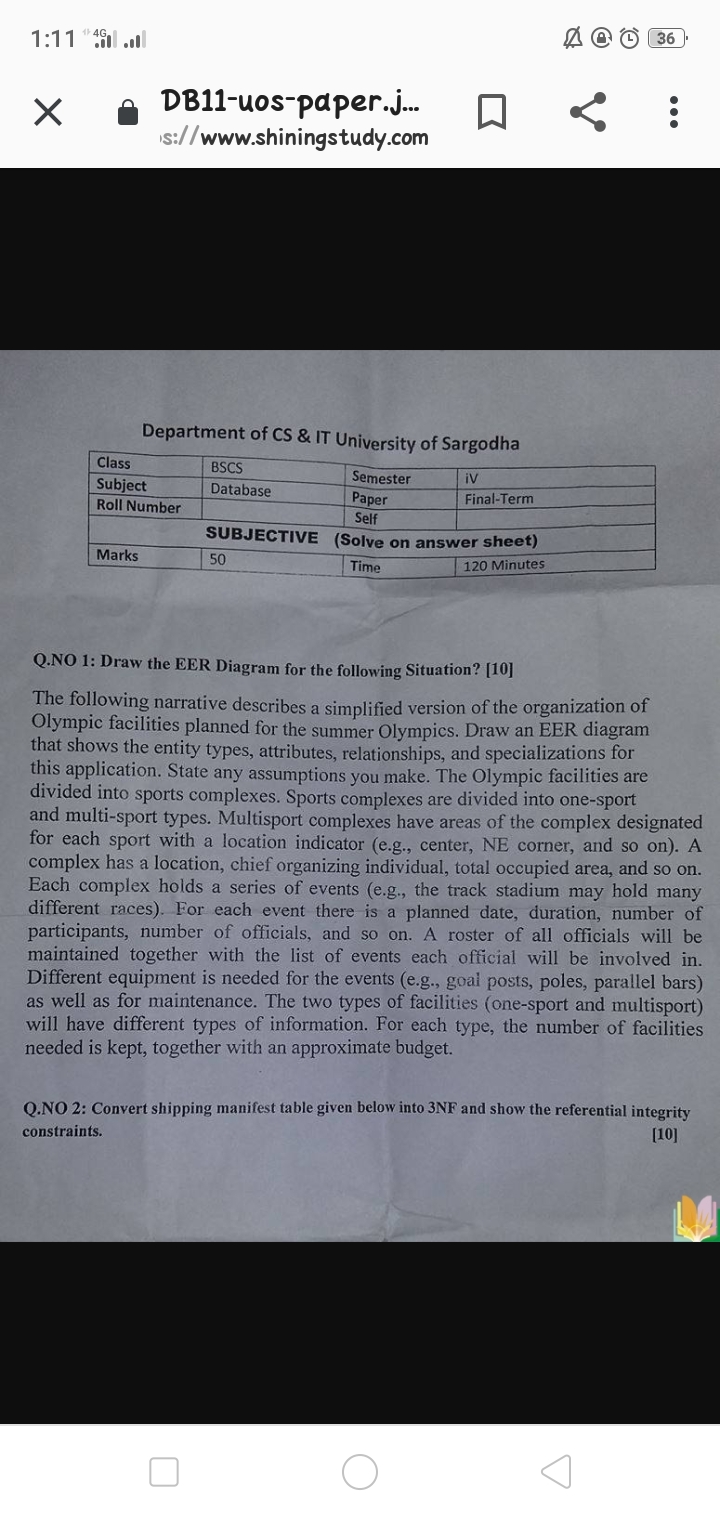 1:11 4G 36
DB11-uos-paper.j...
s://www.shiningstudy.com
Department of CS & IT University of Sargodha
Class BSCS Semester iV
Subject Database Paper Final-Term
Roll Number Self
SUBJECTIVE (Solve on answer sheet)
Marks 50 Time 120 Minutes
Q.NO 1: Draw the EER Diagram for the following Situation? [10]
The following narrative describes a simplified version of the organization of
Olympic facilities planned for the summer Olympics. Draw an EER diagram
that shows the entity types, attributes, relationships, and specializations for
this application. State any assumptions you make. The Olympic facilities are
divided into sports complexes. Sports complexes are divided into one-sport
and multi-sport types. Multisport complexes have areas of the complex designated
for each sport with a location indicator (e.g., center, NE corner, and so on). A
complex has a location, chief organizing individual, total occupied area, and so on.
Each complex holds a series of events (e.g., the track stadium may hold many
different races). For each event there is a planned date, duration, number of
participants, number of officials, and so on. A roster of all officials will be
maintained together with the list of events each official will be involved in.
Different equipment is needed for the events (e.g., goal posts, poles, parallel bars)
as well as for maintenance. The two types of facilities (one-sport and multisport)
will have different types of information. For each type, the number of facilities
needed is kept, together with an approximate budget.
Q.NO 2: Convert shipping manifest table given below into 3NF and show the referential integrity
constraints. [10]